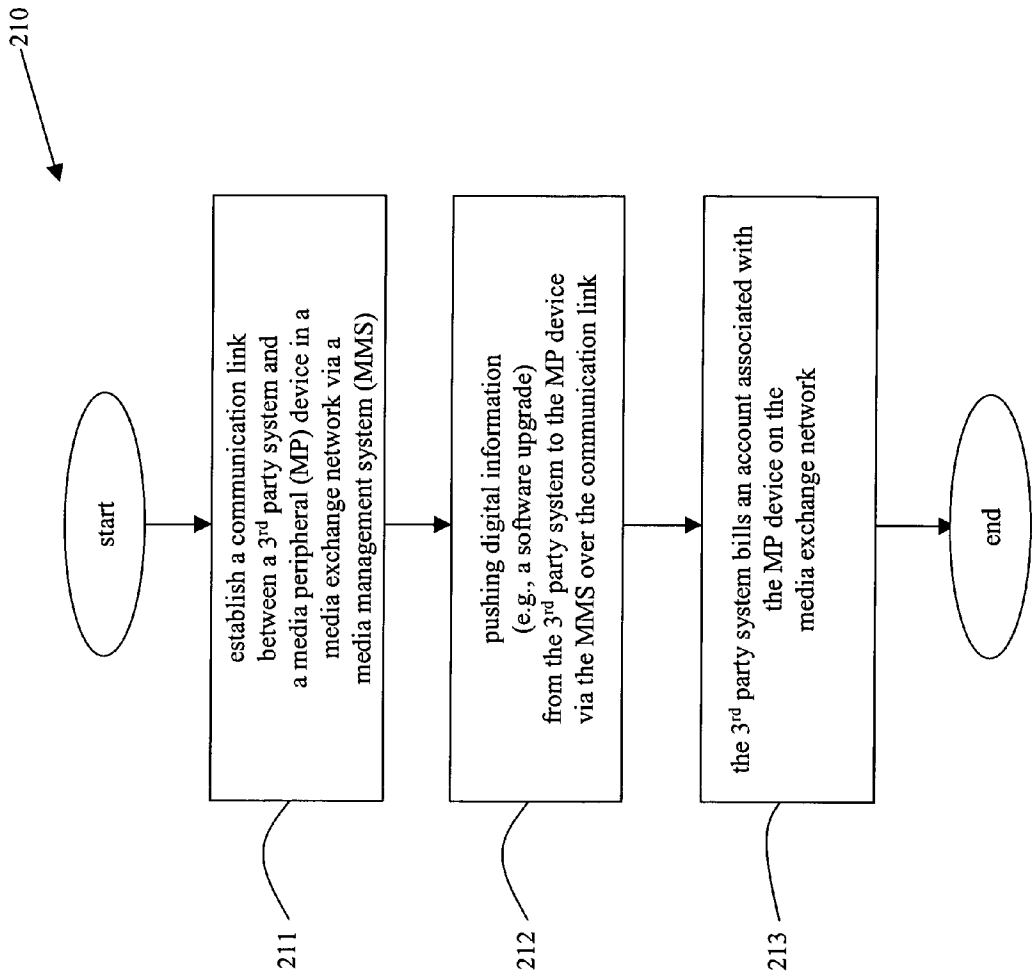 210
start
211
establish a communication link
between a 3rd party system and
a media peripheral (MP) device in a
media exchange network via a
media management system (MMS)
212
pushing digital information
(e.g., a software upgrade)
from the 3rd party system to the MP device
via the MMS over the communication link
213
the 3rd party system bills an account associated with
the MP device on the
media exchange network
end